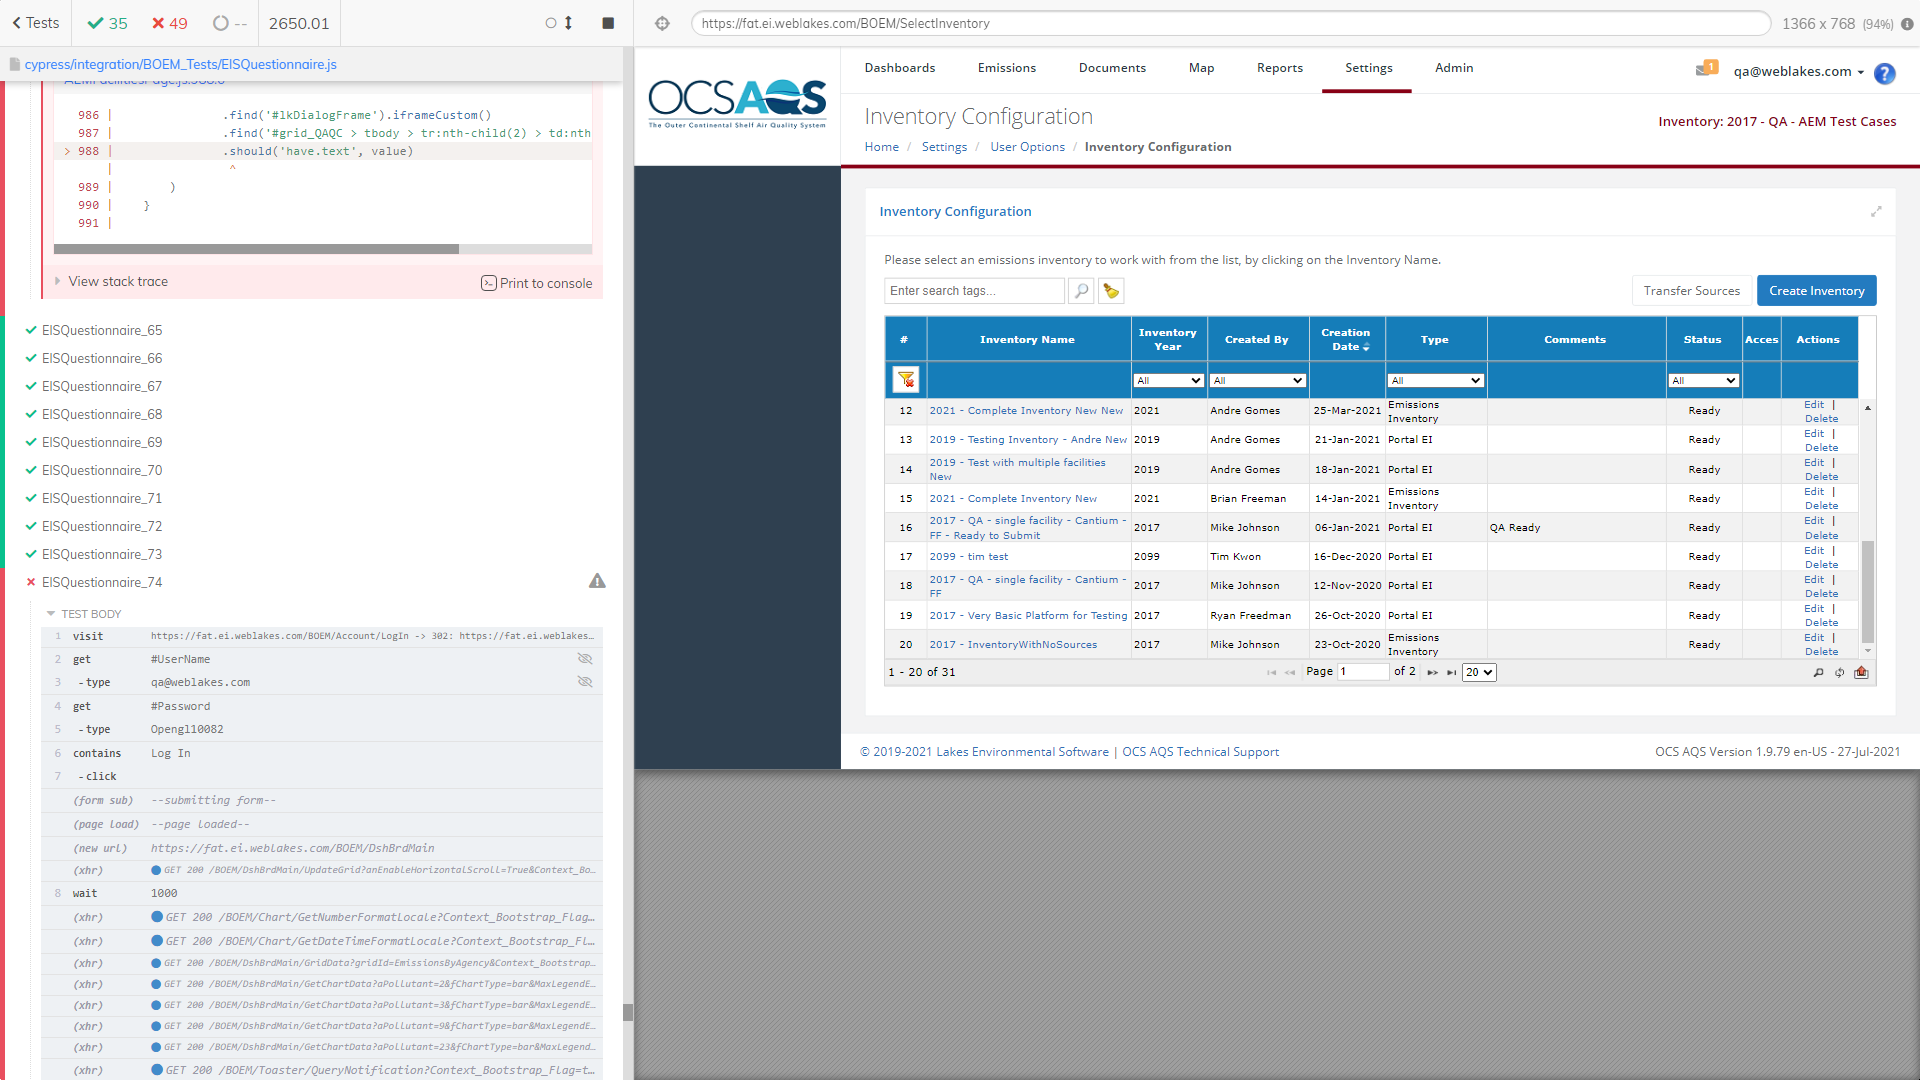 Tests
35
49
--
2650.01
cypress/integration/BOEM_Tests/EISQuestionnaire.js
986 | .find('#lkDialogFrame').iframeCustom()
987 | .find('#grid_QAQC > tbody > tr:nth-child(2) > td:nth
> 988 | .should('have.text', value)
| ^
989 | )
990 | }
991 |
View stack trace
Print to console
EISQuestionnaire_65
EISQuestionnaire_66
EISQuestionnaire_67
EISQuestionnaire_68
EISQuestionnaire_69
EISQuestionnaire_70
EISQuestionnaire_71
EISQuestionnaire_72
EISQuestionnaire_73
EISQuestionnaire_74
TEST BODY
1 visit https://fat.ei.weblakes.com/BOEM/Account/LogIn -> 302: https://fat.ei.weblakes...
2 get #UserName
3 -type qa@weblakes.com
4 get #Password
5 -type Opengl10082
6 contains Log In
7 -click
(form sub) --submitting form--
(page load) --page loaded--
(new url) https://fat.ei.weblakes.com/BOEM/DshBrdMain
(xhr) GET 200 /BOEM/DshBrdMain/UpdateGrid?anEnableHorizontalScroll=True&Context_Bo...
8 wait 1000
(xhr) GET 200 /BOEM/Chart/GetNumberFormatLocale?Context_Bootstrap_Flag...
(xhr) GET 200 /BOEM/Chart/GetDateTimeFormatLocale?Context_Bootstrap_Fl...
(xhr) GET 200 /BOEM/DshBrdMain/GridData?gridId=EmissionsByAgency&Context_Bootstrap...
(xhr) GET 200 /BOEM/DshBrdMain/GetChartData?aPollutant=2&fChartType=bar&MaxLegendE...
(xhr) GET 200 /BOEM/DshBrdMain/GetChartData?aPollutant=3&fChartType=bar&MaxLegendE...
(xhr) GET 200 /BOEM/DshBrdMain/GetChartData?aPollutant=9&fChartType=bar&MaxLegendE...
(xhr) GET 200 /BOEM/DshBrdMain/GetChartData?aPollutant=23&fChartType=bar&MaxLegend...
(xhr) GET 200 /BOEM/Toaster/QueryNotification?Context_Bootstrap_Flag=t...
https://fat.ei.weblakes.com/BOEM/SelectInventory
1366 x 768 (94%)
OCSAQS
The Outer Continental Shelf Air Quality System
Dashboards Emissions Documents Map Reports Settings Admin
1
qa@weblakes.com
?
Inventory Configuration
Inventory: 2017 - QA - AEM Test Cases
Home / Settings / User Options / Inventory Configuration
Inventory Configuration
Please select an emissions inventory to work with from the list, by clicking on the Inventory Name.
Enter search tags...
Transfer Sources
Create Inventory
# Inventory Name Inventory Year Created By Creation Date Type Comments Status Acces Actions
All All All All
12 2021 - Complete Inventory New New 2021 Andre Gomes 25-Mar-2021 Emissions Inventory Ready Edit | Delete
13 2019 - Testing Inventory - Andre New 2019 Andre Gomes 21-Jan-2021 Portal EI Ready Edit | Delete
14 2019 - Test with multiple facilities New 2019 Andre Gomes 18-Jan-2021 Portal EI Ready Edit | Delete
15 2021 - Complete Inventory New 2021 Brian Freeman 14-Jan-2021 Emissions Inventory Ready Edit | Delete
16 2017 - QA - single facility - Cantium - FF - Ready to Submit 2017 Mike Johnson 06-Jan-2021 Portal EI QA Ready Ready Edit | Delete
17 2099 - tim test 2099 Tim Kwon 16-Dec-2020 Portal EI Ready Edit | Delete
18 2017 - QA - single facility - Cantium - FF 2017 Mike Johnson 12-Nov-2020 Portal EI Ready Edit | Delete
19 2017 - Very Basic Platform for Testing 2017 Ryan Freedman 26-Oct-2020 Portal EI Ready Edit | Delete
20 2017 - InventoryWithNoSources 2017 Mike Johnson 23-Oct-2020 Emissions Inventory Ready Edit | Delete
1 - 20 of 31
Page 1 of 2
20
© 2019-2021 Lakes Environmental Software | OCS AQS Technical Support
OCS AQS Version 1.9.79 en-US - 27-Jul-2021